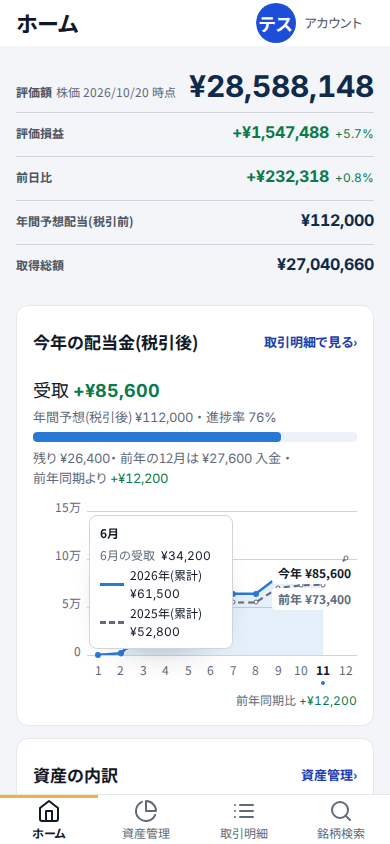 ホーム
テス アカウント
評価額 株価 2026/10/20 時点 ¥28,588,148
評価損益 +¥1,547,488 +5.7%
前日比 +¥232,318 +0.8%
年間予想配当(税引前) ¥112,000
取得総額 ¥27,040,660
今年の配当金(税引後) 取引明細で見る›
受取 +¥85,600
年間予想(税引後) ¥112,000・進捗率 76%
残り ¥26,400・前年の12月は ¥27,600 入金・
前年同期より +¥12,200
15万
10万
5万
0
6月
6月の受取 ¥34,200
2026年(累計)
¥61,500
2025年(累計)
¥52,800
今年 ¥85,600
前年 ¥73,400
1 2 3 4 5 6 7 8 9 10 11 12
前年同期比 +¥12,200
資産の内訳 資産管理›
ホーム 資産管理 取引明細 銘柄検索